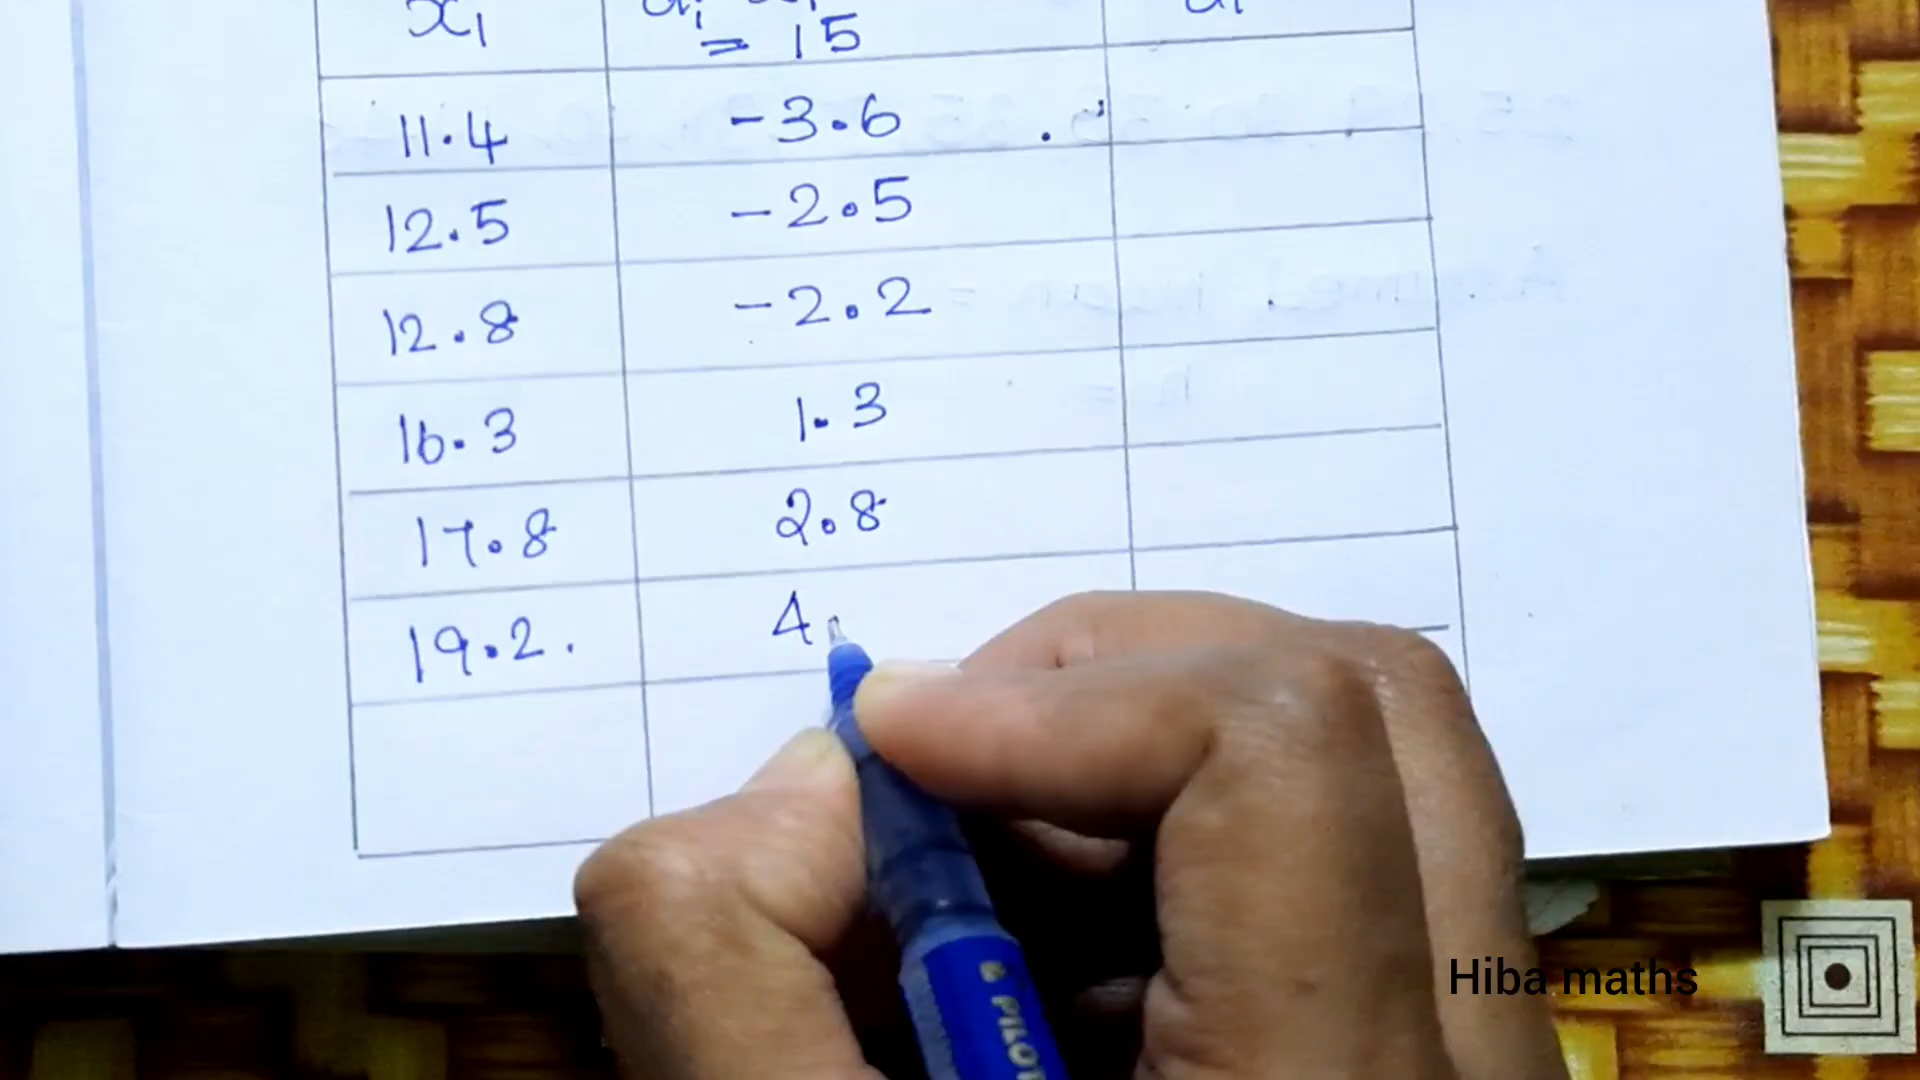 xi
= 15
11.4 -3.6
12.5 -2.5
12.8 -2.2
16.3 1.3
17.8 2.8
19.2. 4
PILOT
Hiba maths